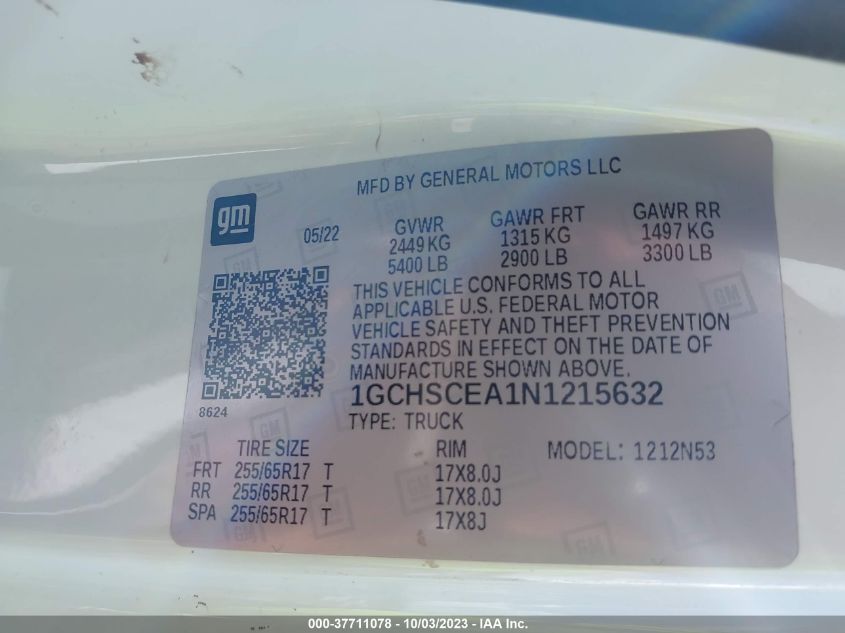 MFD BY GENERAL MOTORS LLC
gm
05/22
GVWR
2449 KG
5400 LB
GAWR FRT
1315 KG
2900 LB
GAWR RR
1497 KG
3300 LB
THIS VEHICLE CONFORMS TO ALL
APPLICABLE U.S. FEDERAL MOTOR
VEHICLE SAFETY AND THEFT PREVENTION
STANDARDS IN EFFECT ON THE DATE OF
MANUFACTURE SHOWN ABOVE.
8624
1GCHSCEA1N1215632
TYPE: TRUCK
TIRE SIZE RIM MODEL: 1212N53
FRT 255/65R17 T 17X8.0J
RR 255/65R17 T 17X8.0J
SPA 255/65R17 T 17X8J
000-37711078 - 10/03/2023 - IAA Inc.